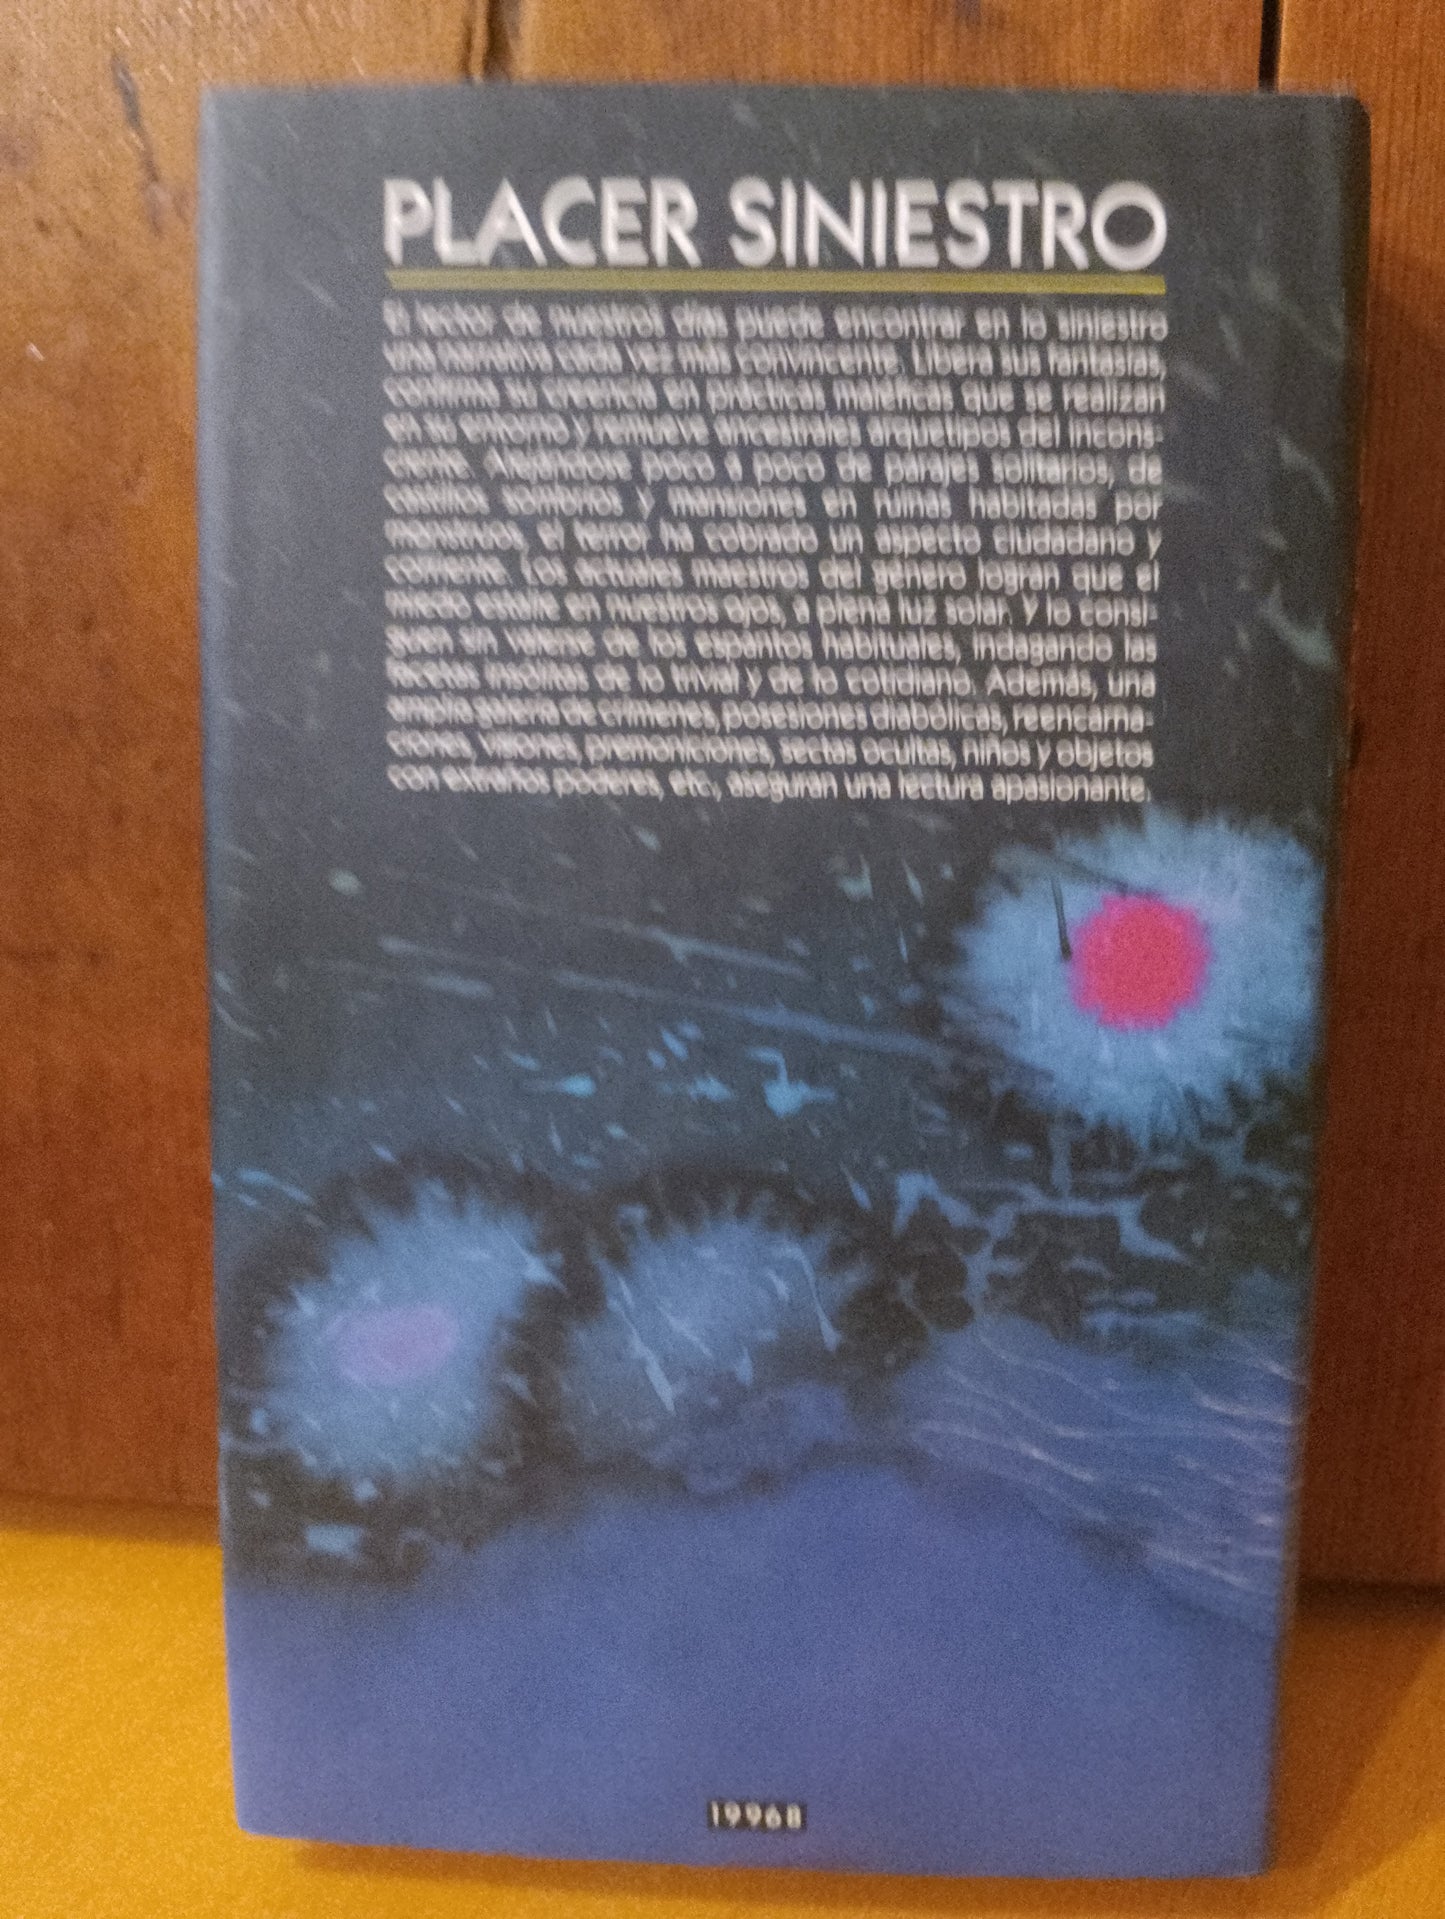 PLACER SINIESTRO
El lector de nuestros días puede encontrar en lo siniestro
una narrativa cada vez más convincente. Libera sus fantasías,
confirma su creencia en prácticas maléficas que se realizan
en su entorno y remueve ancestrales arquetipos del incons-
ciente. Alejándose poco a poco de parajes solitarios, de
castillos sombríos y mansiones en ruinas habitadas por
monstruos, el terror ha cobrado un aspecto ciudadano y
corriente. Los actuales maestros del género logran que el
miedo estalle en nuestros ojos, a plena luz solar. Y lo consi-
guen sin valerse de los espantos habituales, indagando las
facetas insólitas de lo trivial y de lo cotidiano. Además, una
amplia galería de crímenes, posesiones diabólicas, reencarna-
ciones, visiones, premoniciones, sectas ocultas, niños y objetos
con extraños poderes, etc., aseguran una lectura apasionante.
19968